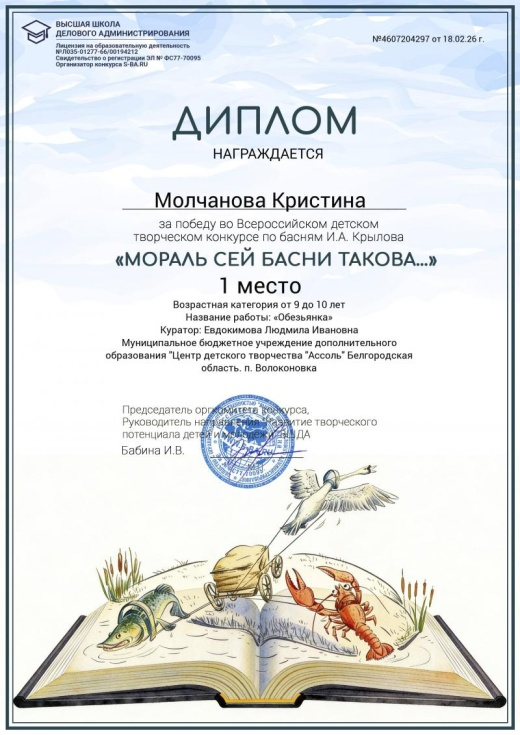 ВЫСШАЯ ШКОЛА
ДЕЛОВОГО АДМИНИСТРИРОВАНИЯ
Лицензия на образовательную деятельность
№Л035-01277-66/00194212
Свидетельство о регистрации ЭЛ № ФС77-70095
Организатор конкурса S-BA.RU
№4607204297 от 18.02.26 г.
ДИПЛОМ
НАГРАЖДАЕТСЯ
Молчанова Кристина
за победу во Всероссийском детском
творческом конкурсе по басням И.А. Крылова
«МОРАЛЬ СЕЙ БАСНИ ТАКОВА...»
1 место
Возрастная категория от 9 до 10 лет
Название работы: «Обезьянка»
Куратор: Евдокимова Людмила Ивановна
Муниципальное бюджетное учреждение дополнительного
образования "Центр детского творчества "Ассоль" Белгородская
область. п. Волоконовка
Председатель оргкомитета конкурса,
Руководитель направления "Развитие творческого
потенциала детей и молодежи" ВШДА
Бабина И.В.